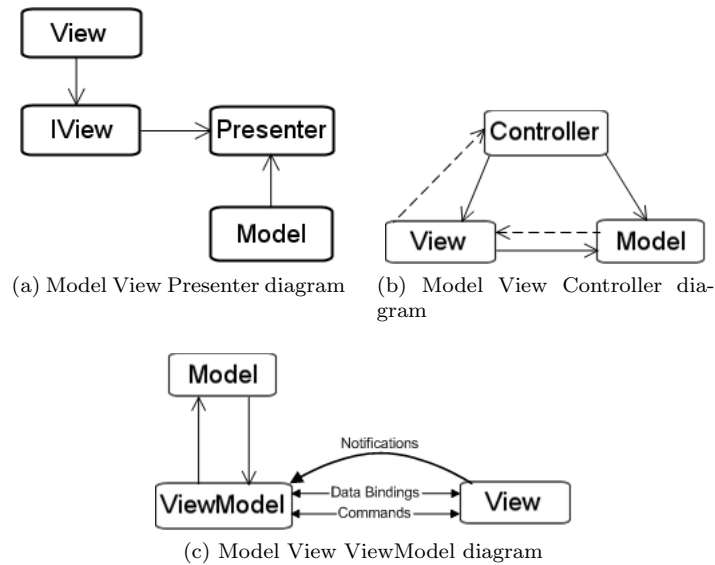 View
IView
Presenter
Model
(a) Model View Presenter diagram
Controller
View
Model
(b) Model View Controller dia-
gram
Model
Notifications
ViewModel
Data Bindings
Commands
View
(c) Model View ViewModel diagram